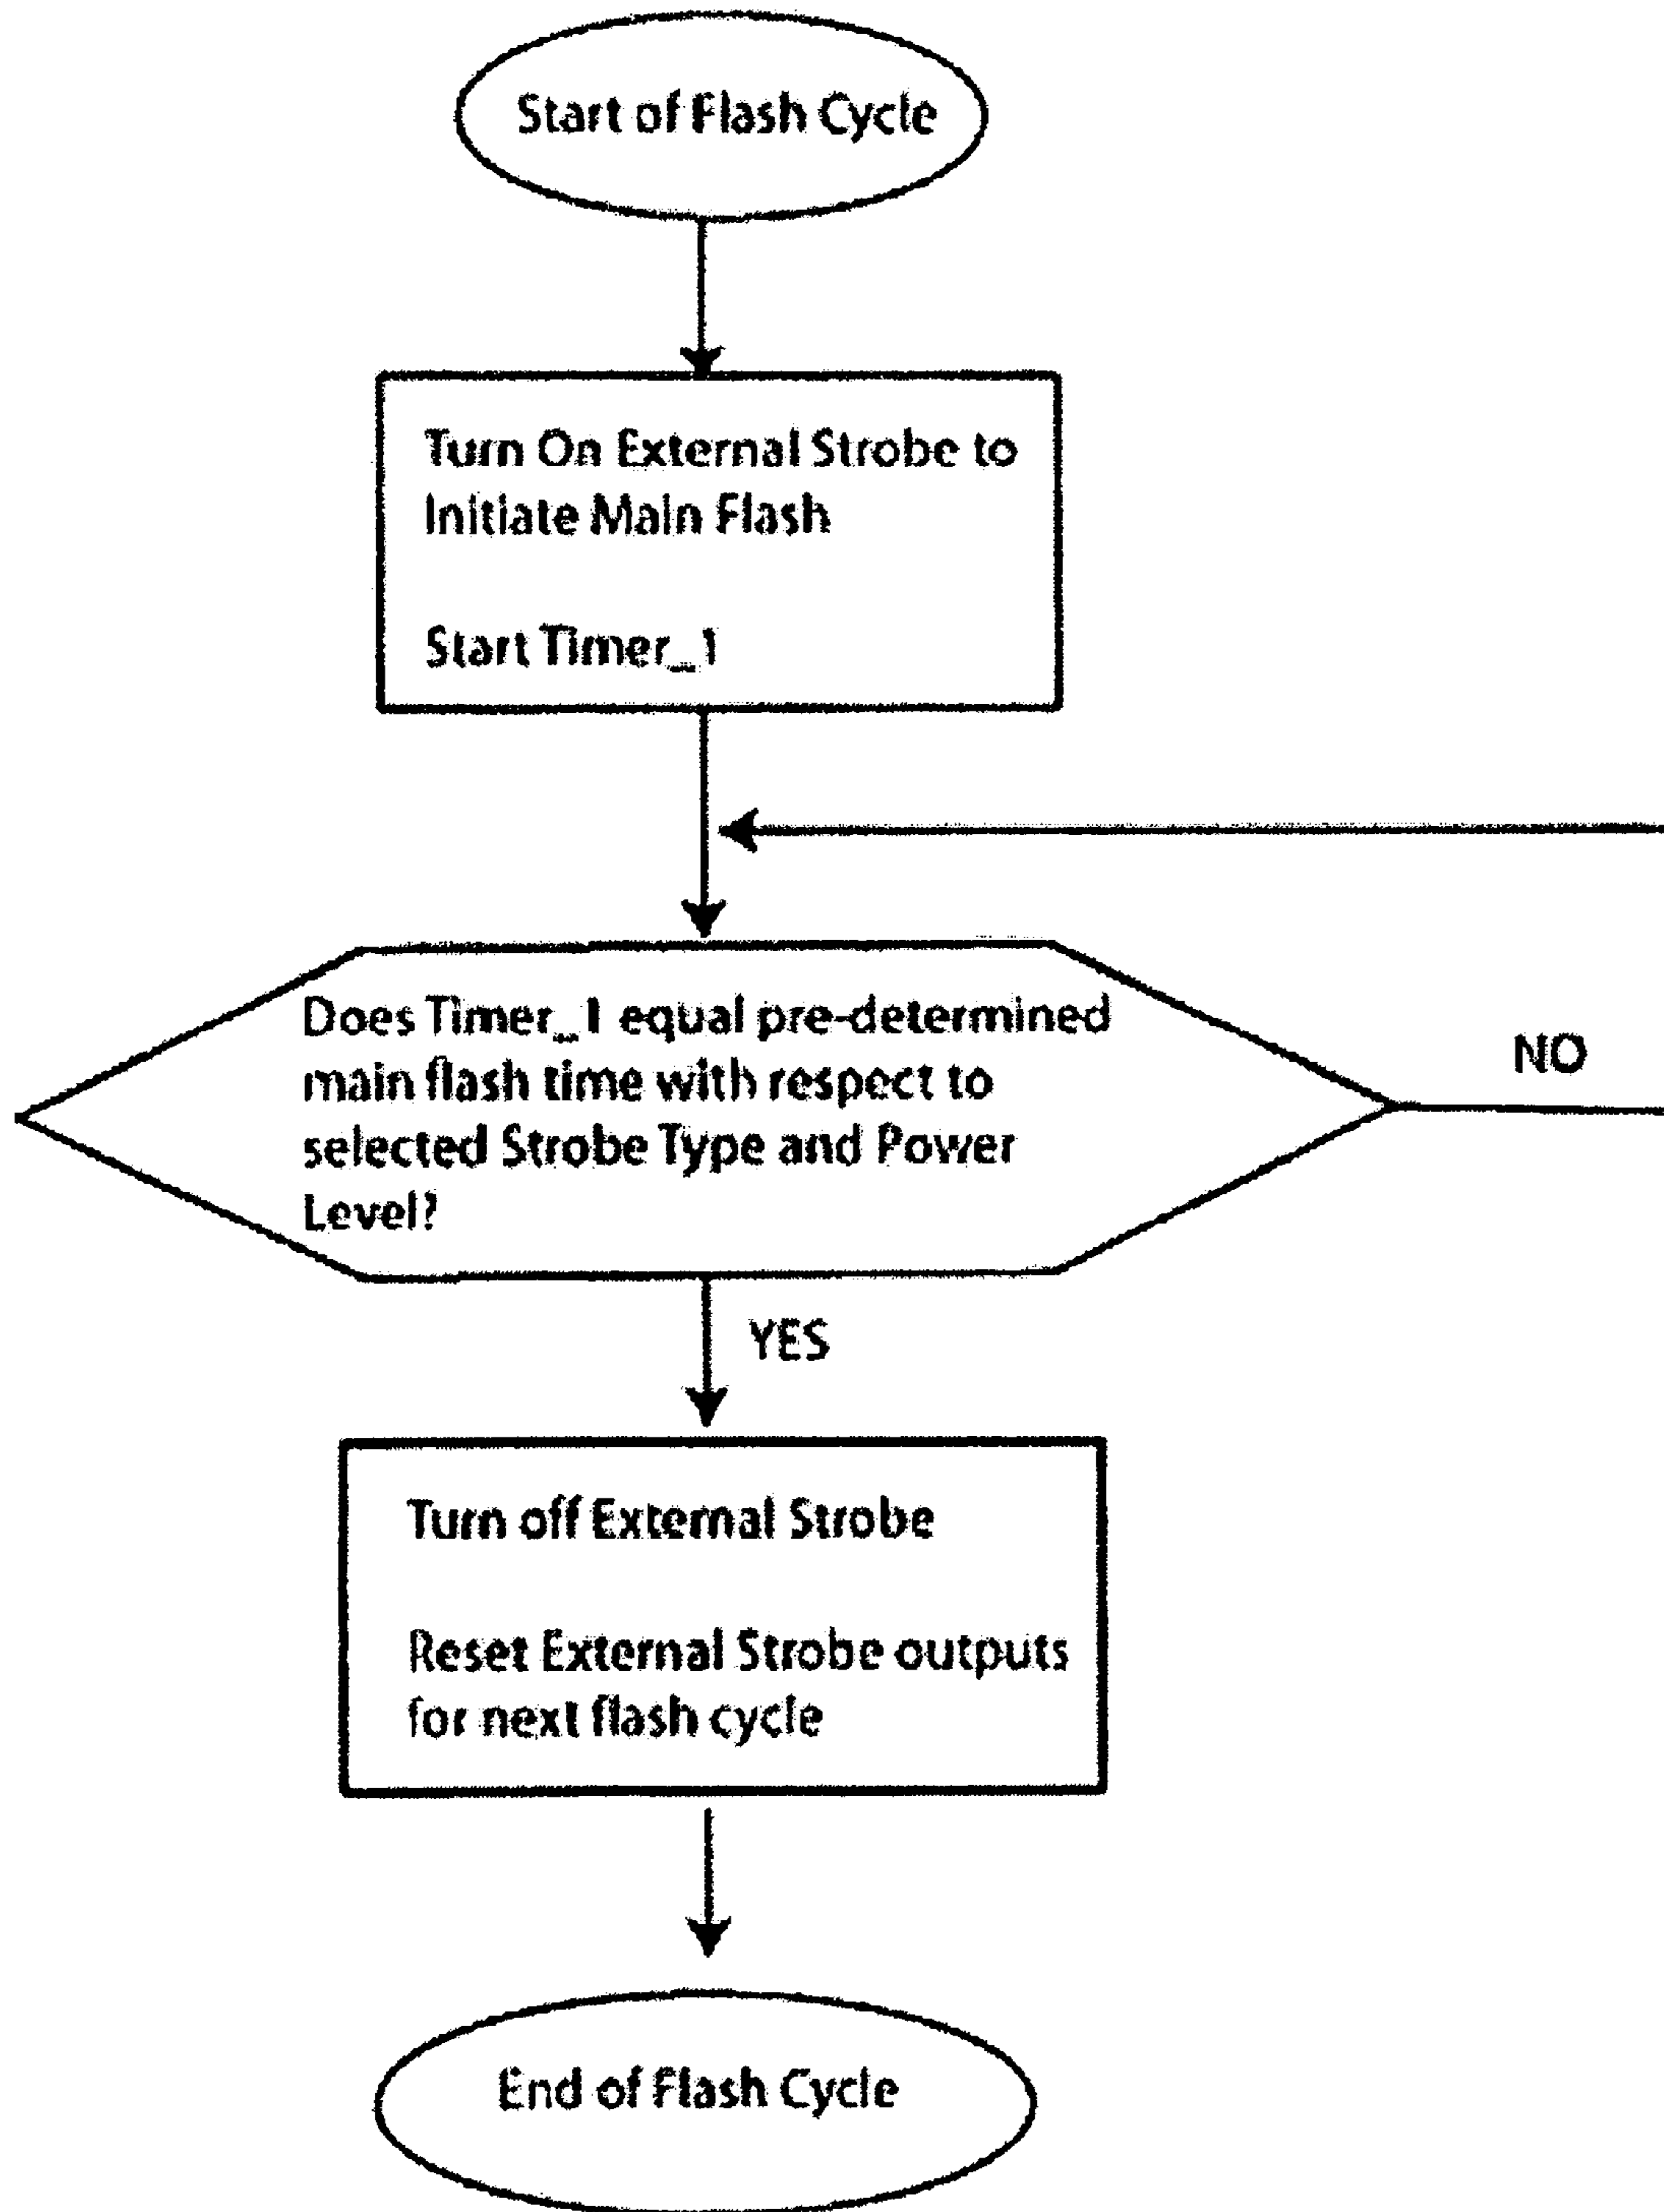 Start of Flash Cycle
Turn On External Strobe to
Initiate Main Flash
Start Timer_1
Does Timer_1 equal pre-determined
main flash time with respect to
selected Strobe Type and Power
Level?
NO
YES
Turn off External Strobe
Reset External Strobe outputs
for next flash cycle
End of Flash Cycle